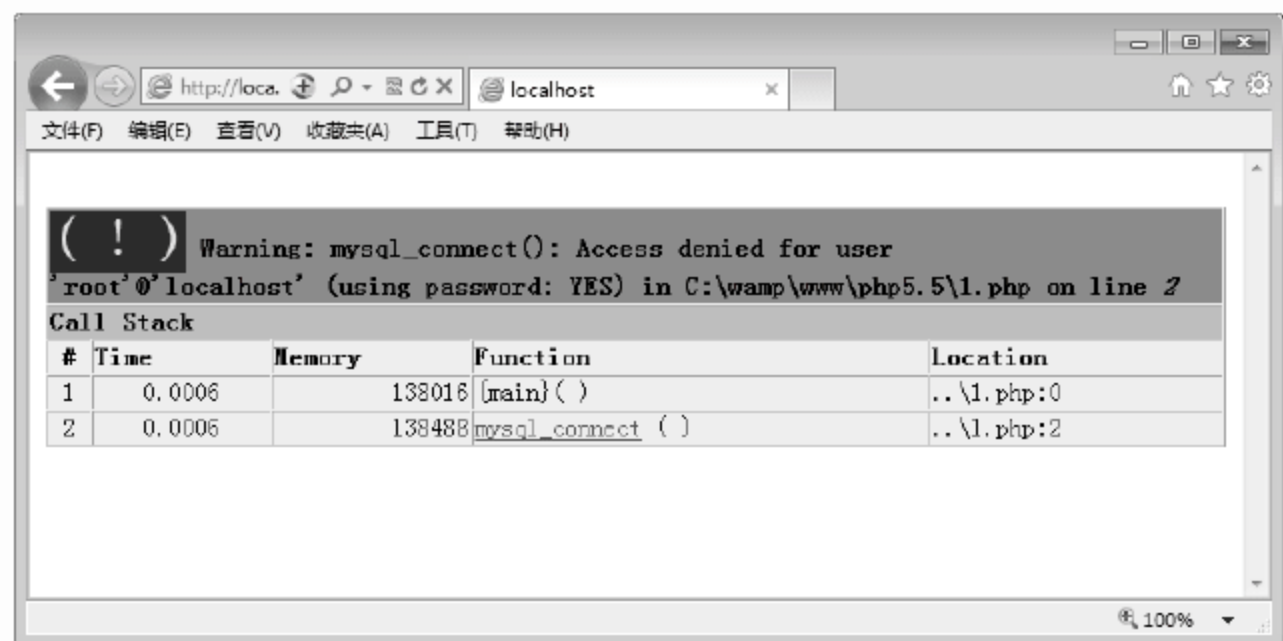 http://loca.
localhost
文件(F) 编辑(E) 查看(V) 收藏夹(A) 工具(T) 帮助(H)
( ! ) Warning: mysql_connect(): Access denied for user
'root'@'localhost' (using password: YES) in C:\wamp\www\php5.5\1.php on line 2
Call Stack
# Time Memory Function Location
1 0.0006 138016 {main}( ) ..\1.php:0
2 0.0006 138488 mysql_connect ( ) ..\1.php:2
100%